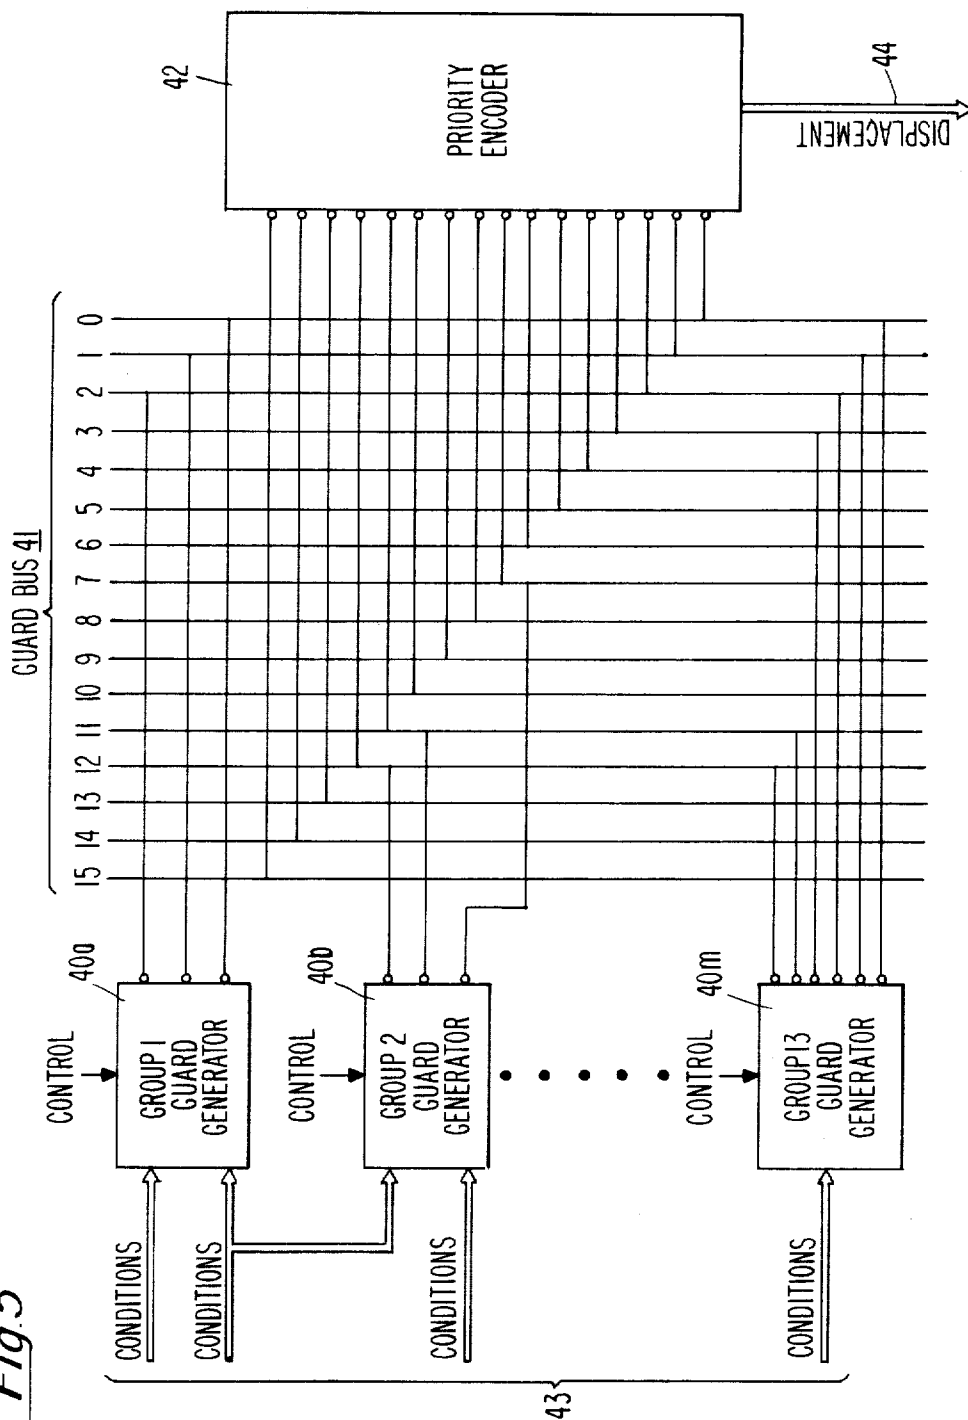 Fig. 5
GUARD BUS 41
15 14 13 12 11 10 9 8 7 6 5 4 3 2 1 0
42
PRIORITY
ENCODER
44
DISPLACEMENT
40a
CONTROL
GROUP 1
GUARD
GENERATOR
CONDITIONS
CONDITIONS
40b
CONTROL
GROUP 2
GUARD
GENERATOR
CONDITIONS
40m
CONTROL
GROUP 13
GUARD
GENERATOR
CONDITIONS
43